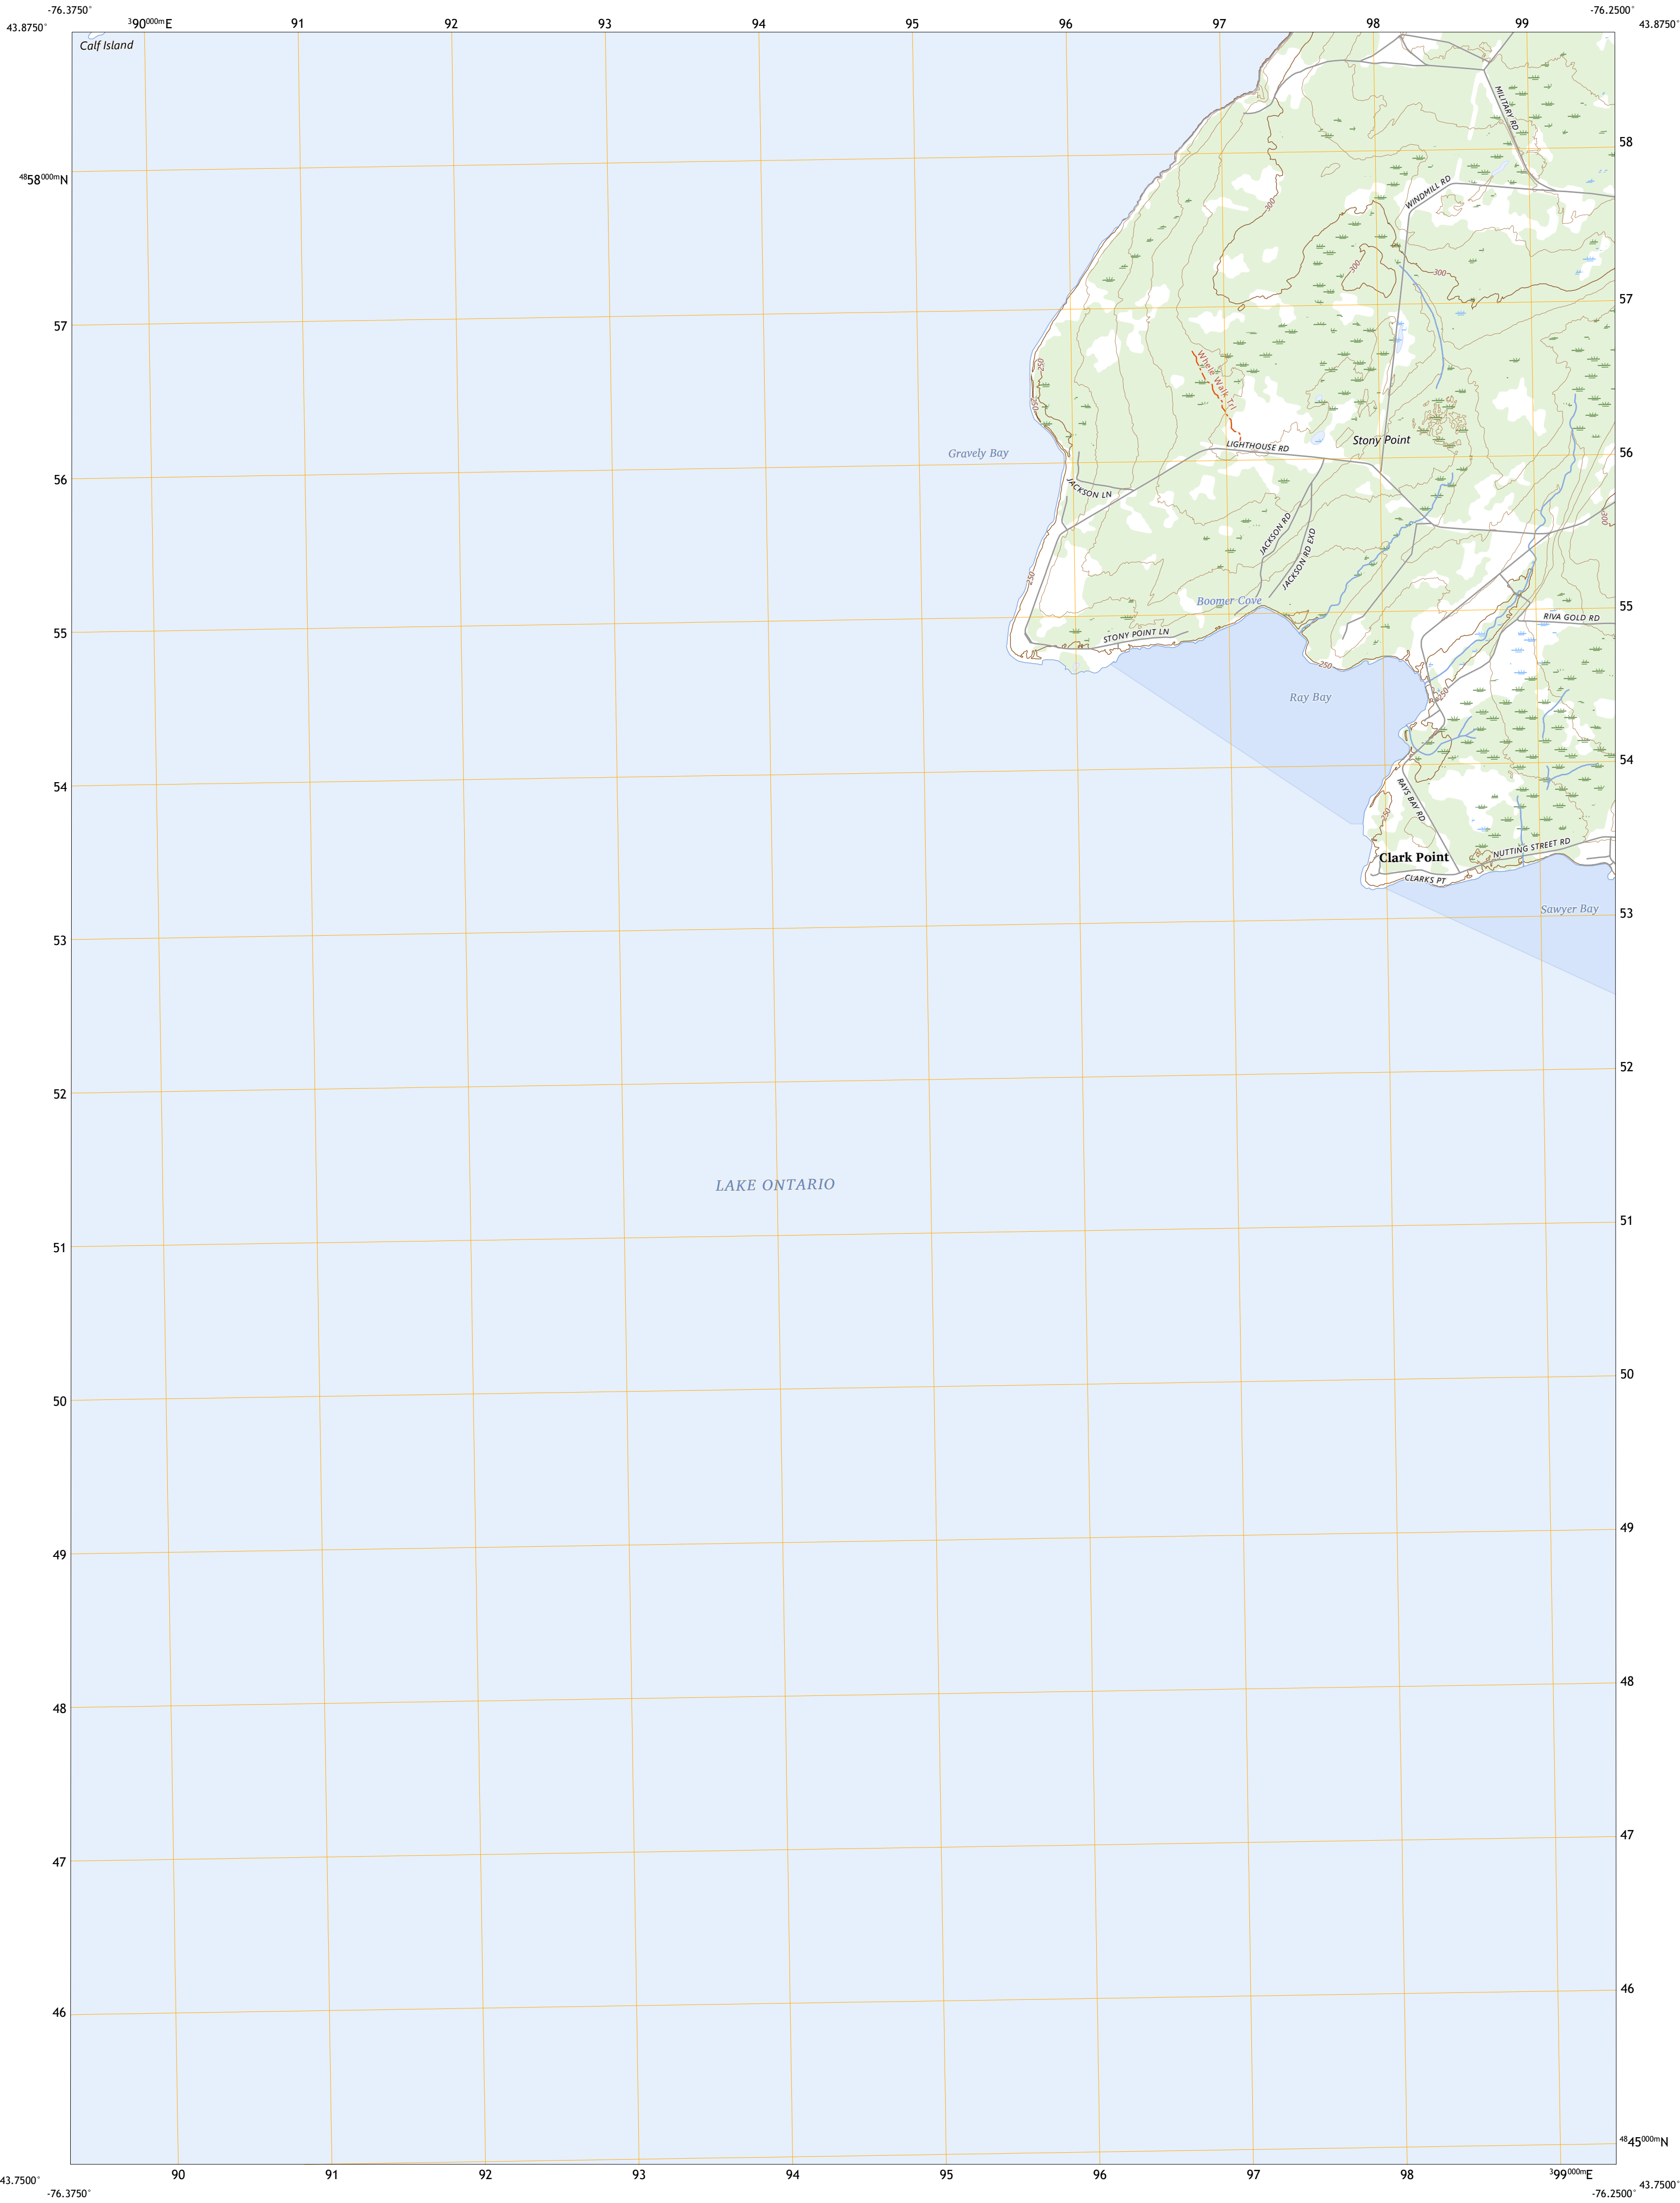 -76.3750°
-76.2500°
43.8750°
³90⁰⁰⁰ᵐE 91 92 93 94 95 96 97 98 99
43.8750°
Calf Island
MILITARY RD
58
⁴⁸58⁰⁰⁰ᵐN
WINDMILL RD
300
300
300
57
57
250
Whele Walk Trl
250
Stony Point
LIGHTHOUSE RD
Gravely Bay
56
56
JACKSON LN
300
JACKSON RD
JACKSON RD EXD
250
Boomer Cove
55
RIVA GOLD RD
55
STONY POINT LN
250
Ray Bay
250
54
54
RAYS BAY RD
250
NUTTING STREET RD
Clark Point
CLARKS PT
Sawyer Bay
53
53
52
52
LAKE ONTARIO
51
51
50
50
49
49
48
48
47
47
46
46
⁴⁸45⁰⁰⁰ᵐN
43.7500°
90 91 92 93 94 95 96 97 98 ³99⁰⁰⁰ᵐE
43.7500°
-76.3750°
-76.2500°